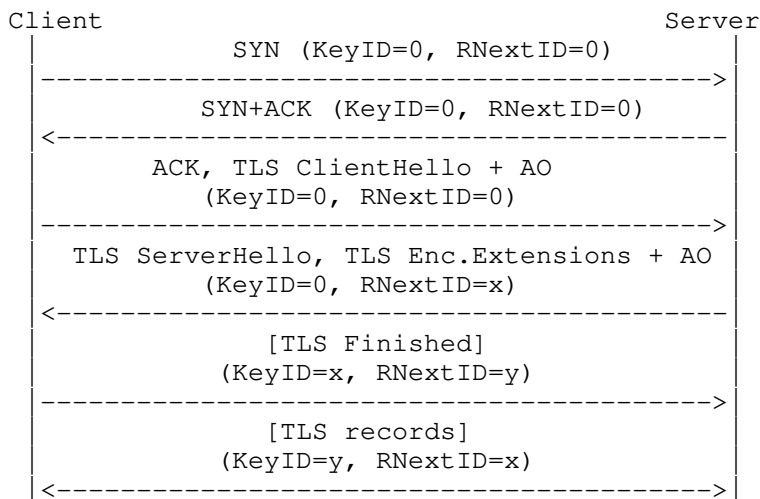 Client Server
SYN (KeyID=0, RNextID=0)
SYN+ACK (KeyID=0, RNextID=0)
ACK, TLS ClientHello + AO
(KeyID=0, RNextID=0)
TLS ServerHello, TLS Enc.Extensions + AO
(KeyID=0, RNextID=x)
[TLS Finished]
(KeyID=x, RNextID=y)
[TLS records]
(KeyID=y, RNextID=x)